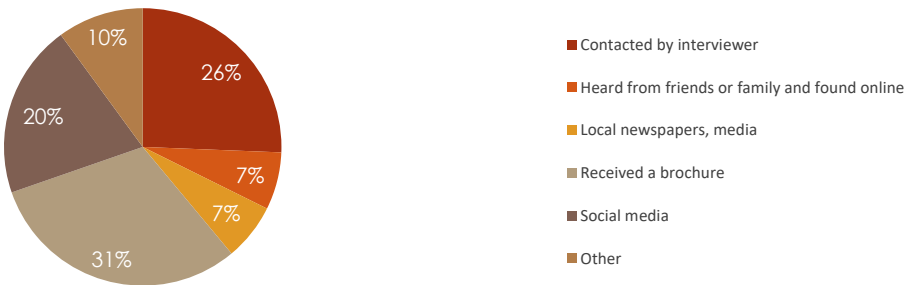 10%
26%
20%
7%
7%
31%
Contacted by interviewer
Heard from friends or family and found online
Local newspapers, media
Received a brochure
Social media
Other